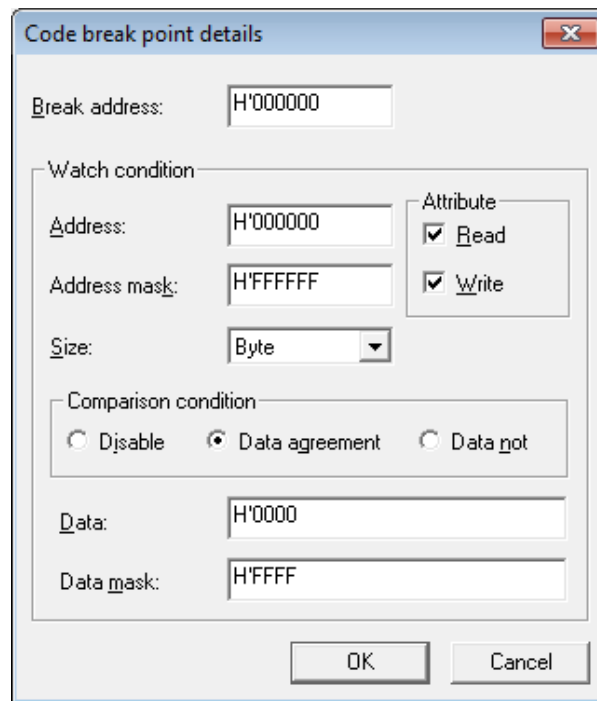 Code break point details
Break address: H'000000
Watch condition
Address: H'000000
Address mask: H'FFFFFF
Attribute
Read
Write
Size: Byte
Comparison condition
Disable Data agreement Data not
Data: H'0000
Data mask: H'FFFF
OK Cancel